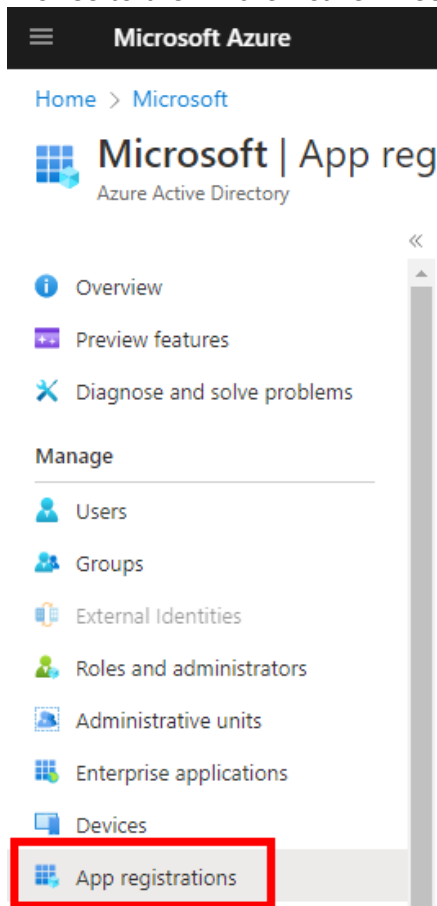 Microsoft Azure
Home > Microsoft
Microsoft | App reg
Azure Active Directory
«
Overview
Preview features
Diagnose and solve problems
Manage
Users
Groups
External Identities
Roles and administrators
Administrative units
Enterprise applications
Devices
App registrations